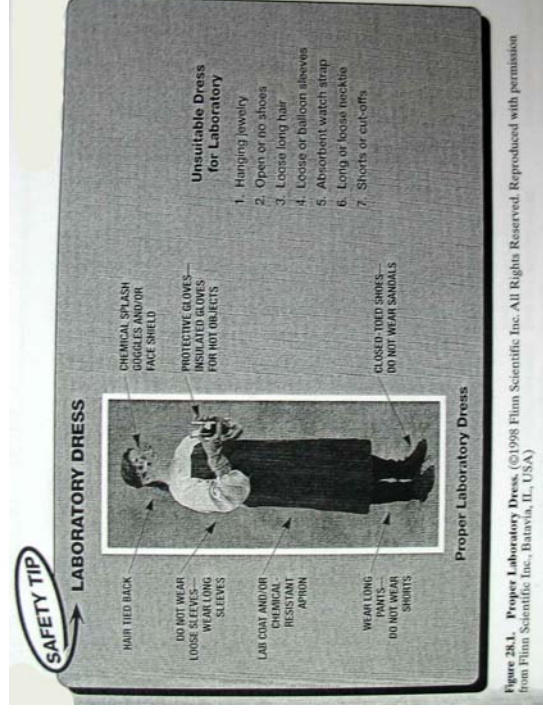 SAFETY TIP
LABORATORY DRESS
HAIR TIED BACK
DO NOT WEAR
LOOSE SLEEVES—
WEAR LONG
SLEEVES
LAB COAT AND/OR
CHEMICAL-
RESISTANT
APRON
WEAR LONG
PANTS—
DO NOT WEAR
SHORTS
CHEMICAL SPLASH
GOGGLES AND/OR
FACE SHIELD
PROTECTIVE GLOVES—
INSULATED GLOVES
FOR HOT OBJECTS
CLOSED-TOED SHOES—
DO NOT WEAR SANDALS
Proper Laboratory Dress
Unsuitable Dress
for Laboratory
1. Hanging jewelry
2. Open or no shoes
3. Loose long hair
4. Loose or balloon sleeves
5. Absorbent watch strap
6. Long or loose necktie
7. Shorts or cut-offs
Figure 28.1. Proper Laboratory Dress. (©1998 Flinn Scientific Inc. All Rights Reserved. Reproduced with permission
from Flinn Scientific Inc., Batavia, IL, USA)